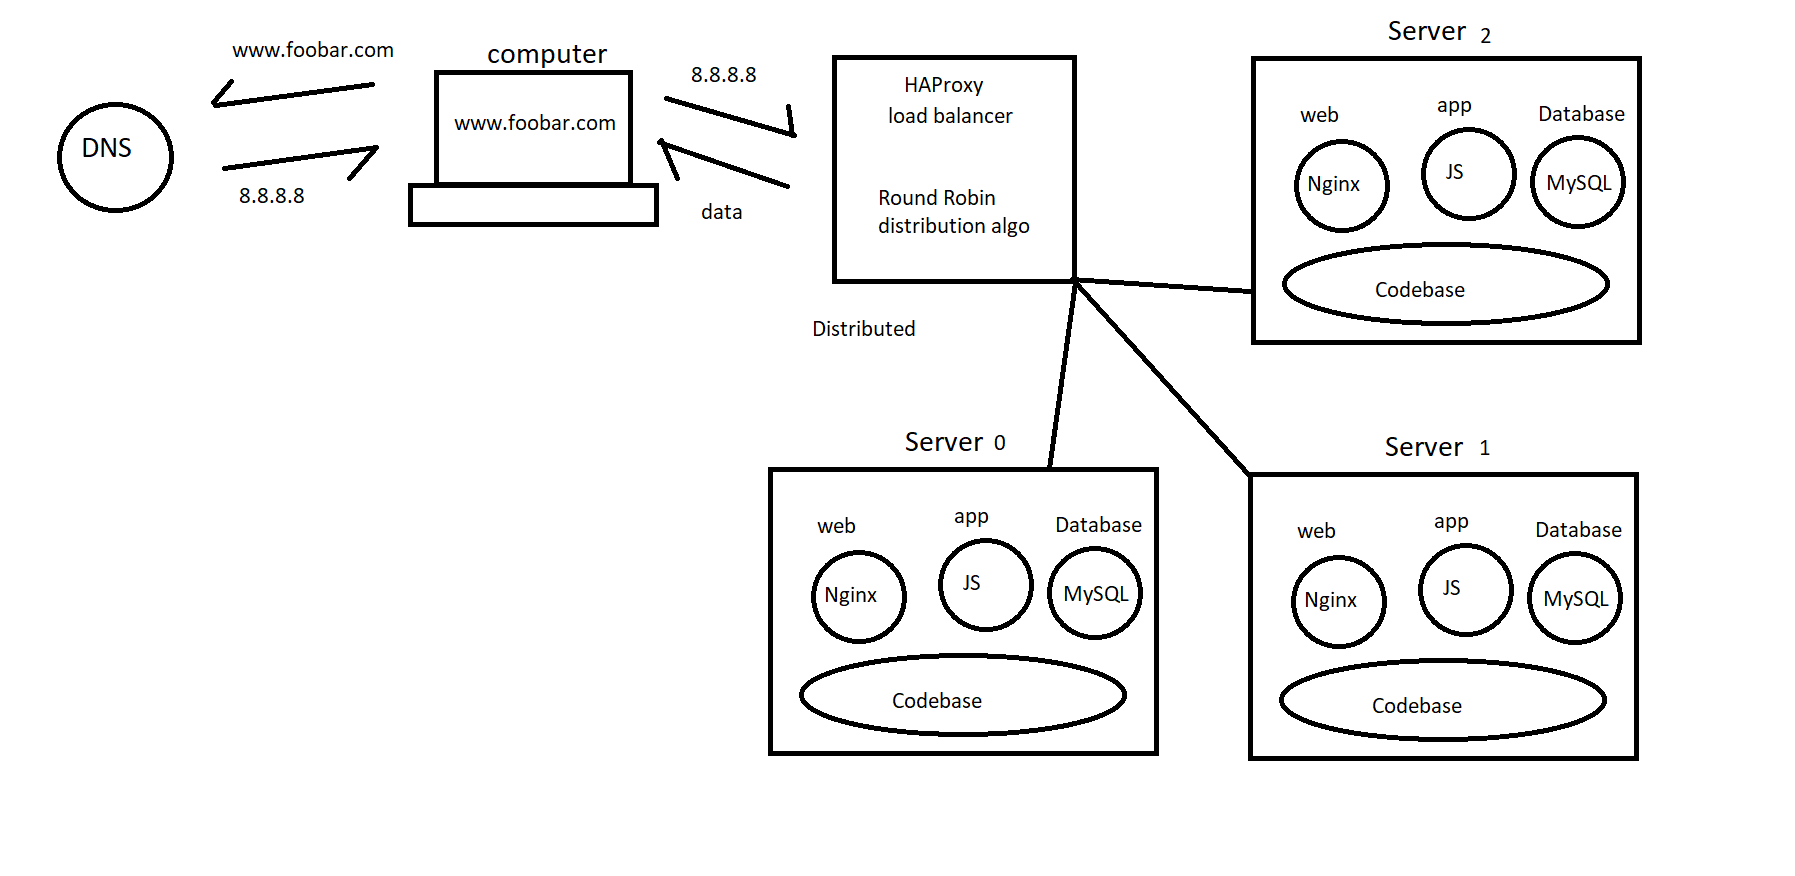 www.foobar.com
DNS
8.8.8.8
computer
www.foobar.com
8.8.8.8
data
HAProxy
load balancer
Round Robin
distribution algo
Distributed
Server 2
web
app
Database
Nginx
JS
MySQL
Codebase
Server 0
web
app
Database
Nginx
JS
MySQL
Codebase
Server 1
web
app
Database
Nginx
JS
MySQL
Codebase